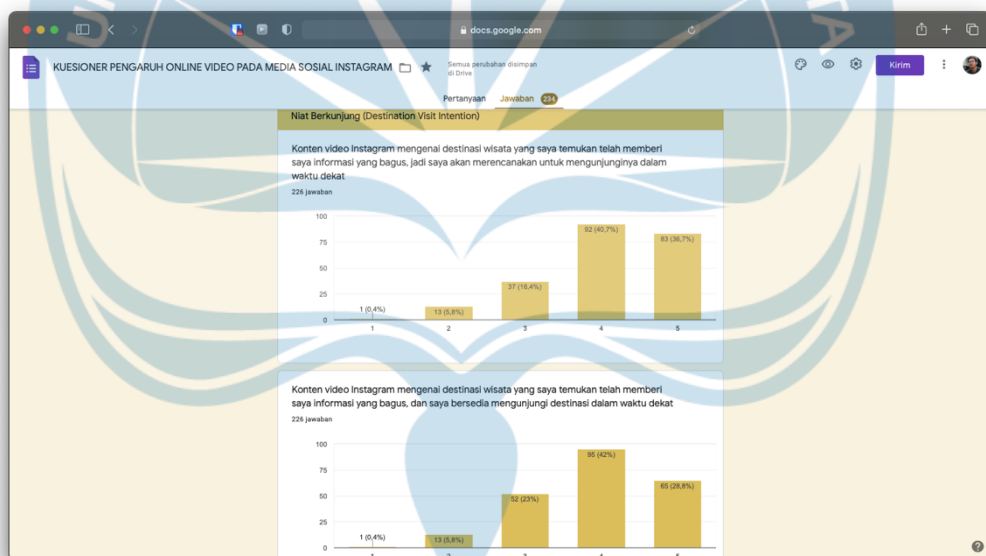 docs.google.com
KUESIONER PENGARUH ONLINE VIDEO PADA MEDIA SOSIAL INSTAGRAM
Semua perubahan disimpan
di Drive
Kirim
Pertanyaan Jawaban 234
Niat Berkunjung (Destination Visit Intention)
Konten video Instagram mengenai destinasi wisata yang saya temukan telah memberi
saya informasi yang bagus, jadi saya akan merencanakan untuk mengunjunginya dalam
waktu dekat
226 jawaban
100
75
50
25
0
1 (0,4%)
13 (5,8%)
37 (16,4%)
92 (40,7%)
83 (36,7%)
1 2 3 4 5
Konten video Instagram mengenai destinasi wisata yang saya temukan telah memberi
saya informasi yang bagus, dan saya bersedia mengunjungi destinasi dalam waktu dekat
226 jawaban
100
75
50
25
0
1 (0,4%)
13 (5,8%)
52 (23%)
95 (42%)
65 (28,8%)